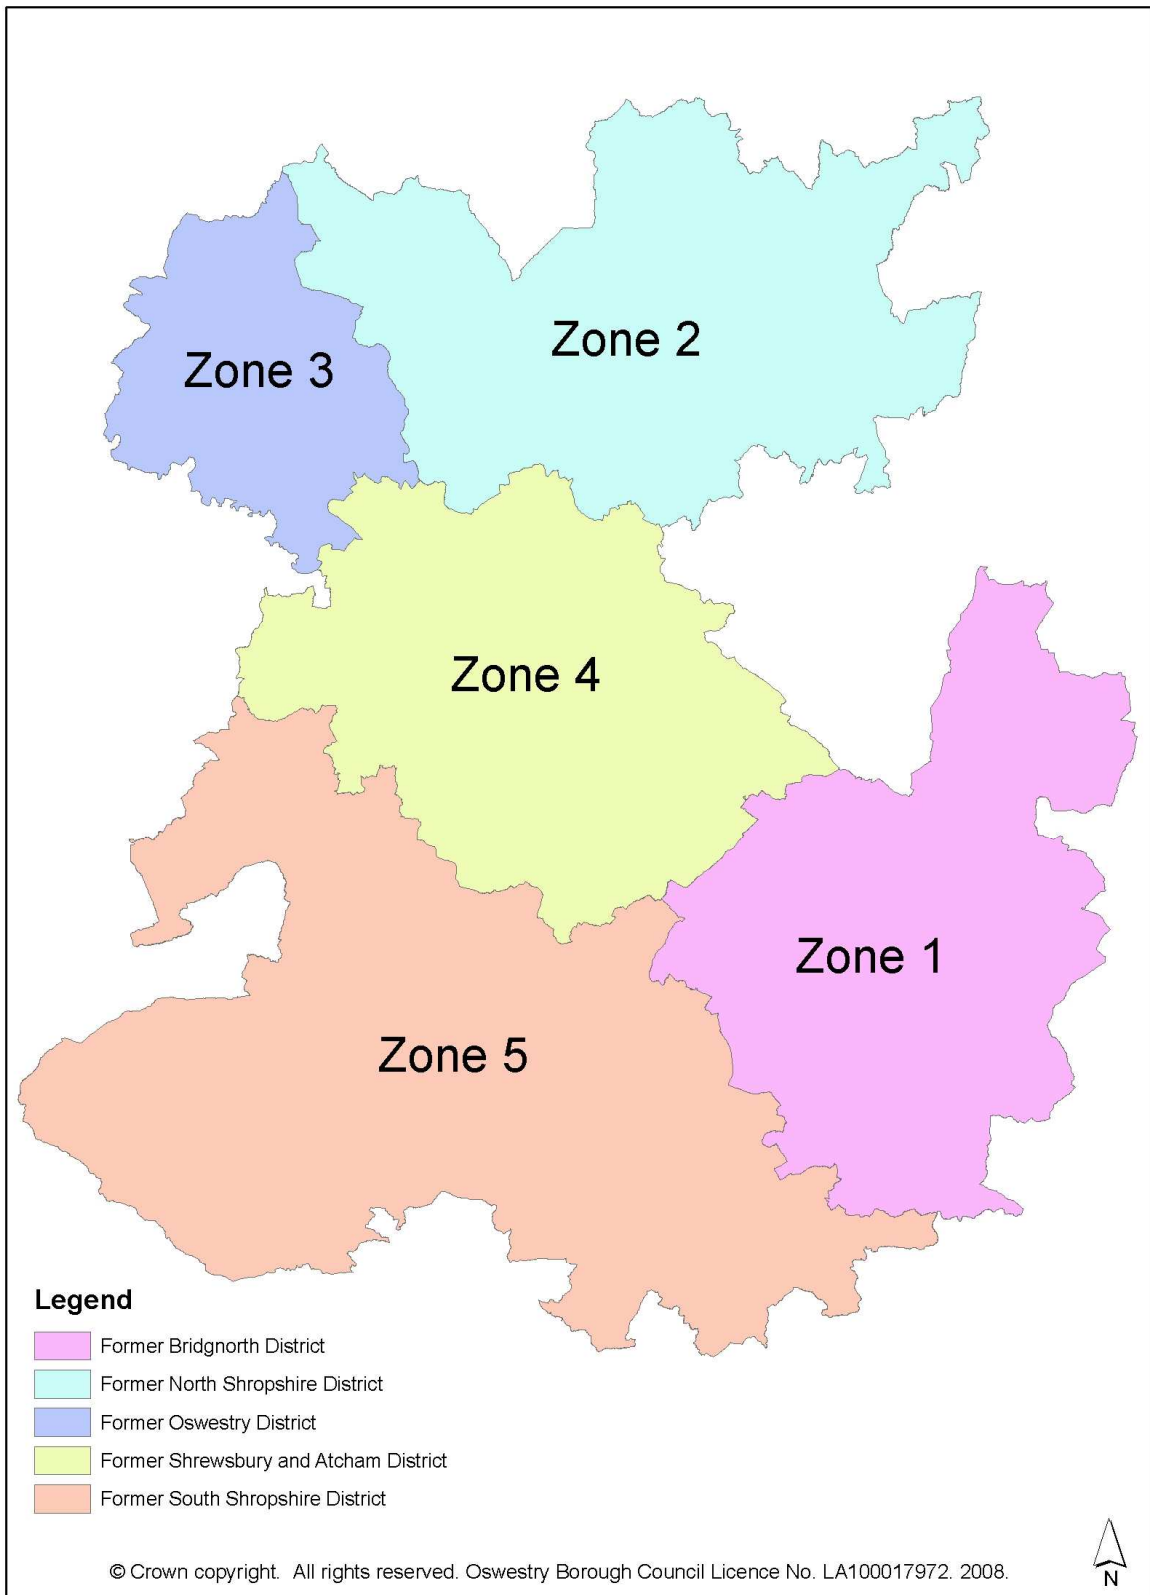 Zone 2
Zone 3
Zone 4
Zone 1
Zone 5
Legend
Former Bridgnorth District
Former North Shropshire District
Former Oswestry District
Former Shrewsbury and Atcham District
Former South Shropshire District
© Crown copyright. All rights reserved. Oswestry Borough Council Licence No. LA100017972. 2008.
N